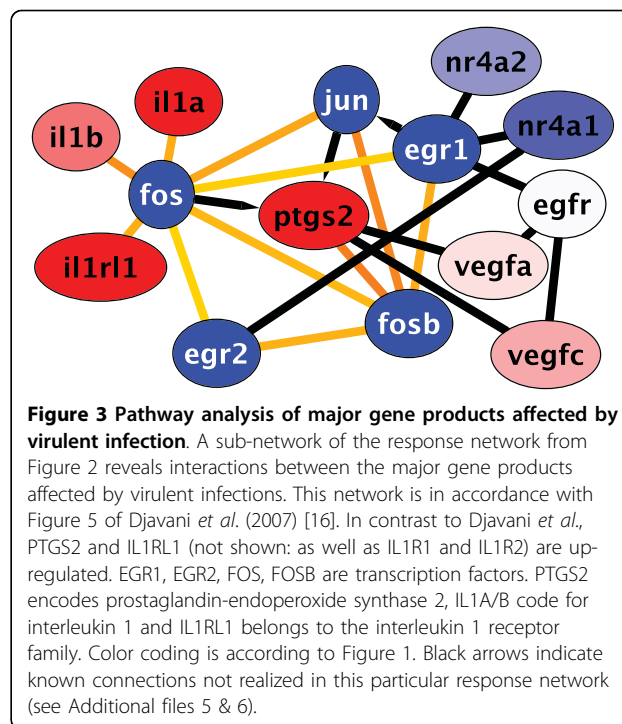 nr4a2
il1a
jun
nr4a1
il1b
egr1
fos
egfr
ptgs2
il1rl1
vegfa
fosb
egr2
vegfc
Figure 3 Pathway analysis of major gene products affected by
virulent infection. A sub-network of the response network from
Figure 2 reveals interactions between the major gene products
affected by virulent infections. This network is in accordance with
Figure 5 of Djavani et al. (2007) [16]. In contrast to Djavani et al.,
PTGS2 and IL1RL1 (not shown: as well as IL1R1 and IL1R2) are up-
regulated. EGR1, EGR2, FOS, FOSB are transcription factors. PTGS2
encodes prostaglandin-endoperoxide synthase 2, IL1A/B code for
interleukin 1 and IL1RL1 belongs to the interleukin 1 receptor
family. Color coding is according to Figure 1. Black arrows indicate
known connections not realized in this particular response network
(see Additional files 5 & 6).